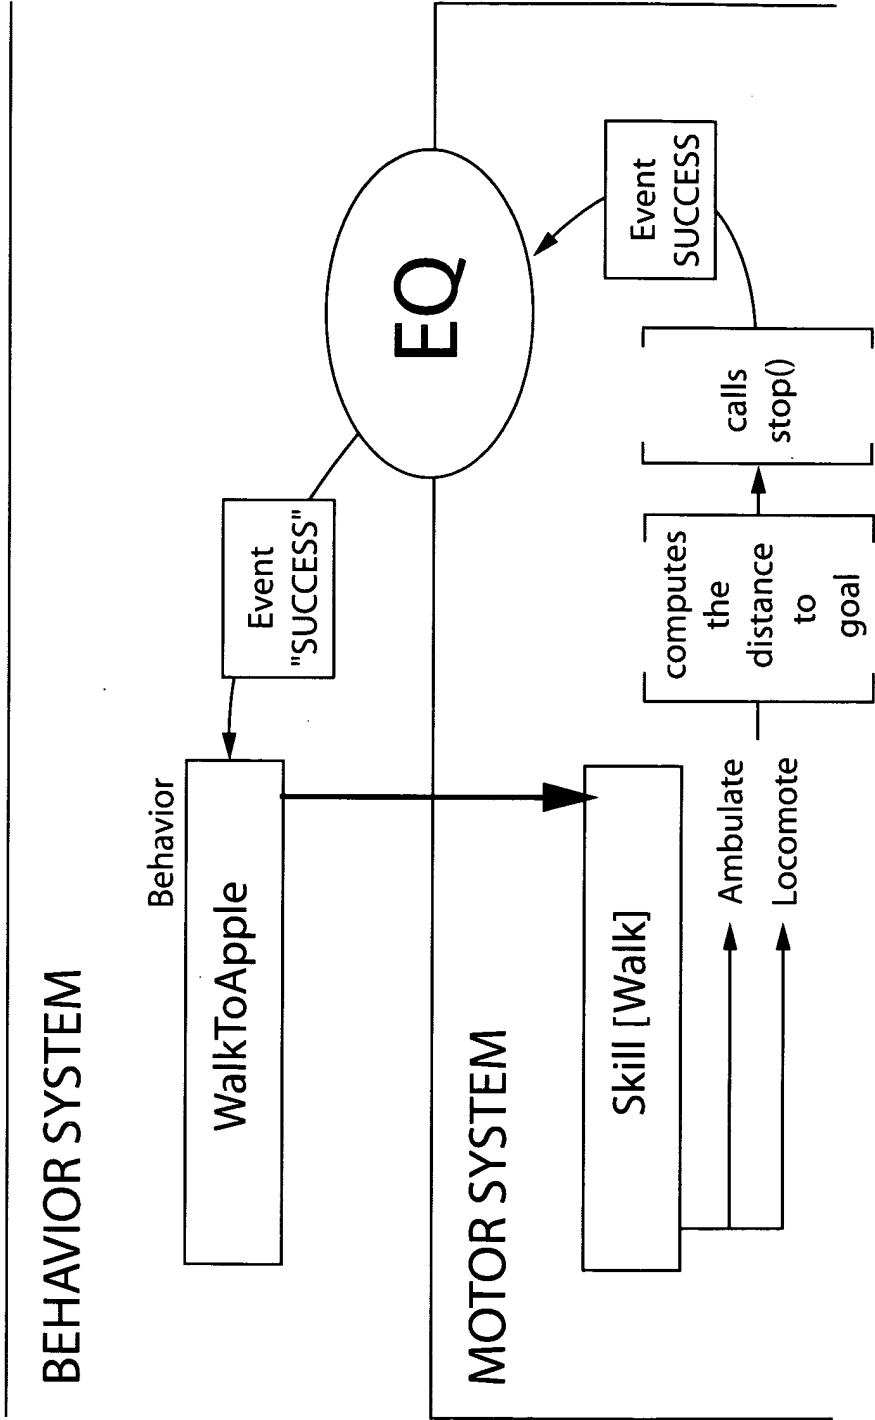 BEHAVIOR SYSTEM
Behavior
WalkToApple
Event
"SUCCESS"
EQ
MOTOR SYSTEM
Skill [Walk]
Ambulate
Locomote
computes
the
distance
to
goal
calls
stop()
Event
SUCCESS